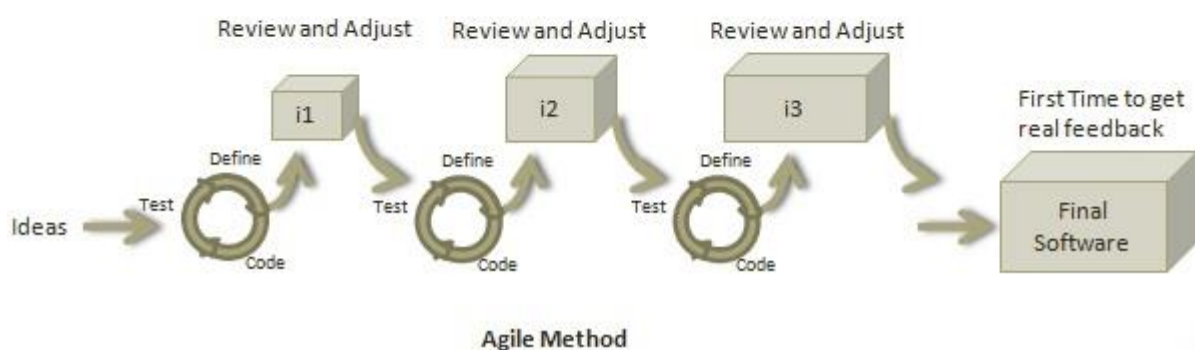 Review and Adjust
Review and Adjust
Review and Adjust
i1
i2
i3
First Time to get
real feedback
Define
Test
Code
Define
Test
Code
Define
Test
Code
Ideas
Final
Software
Agile Method